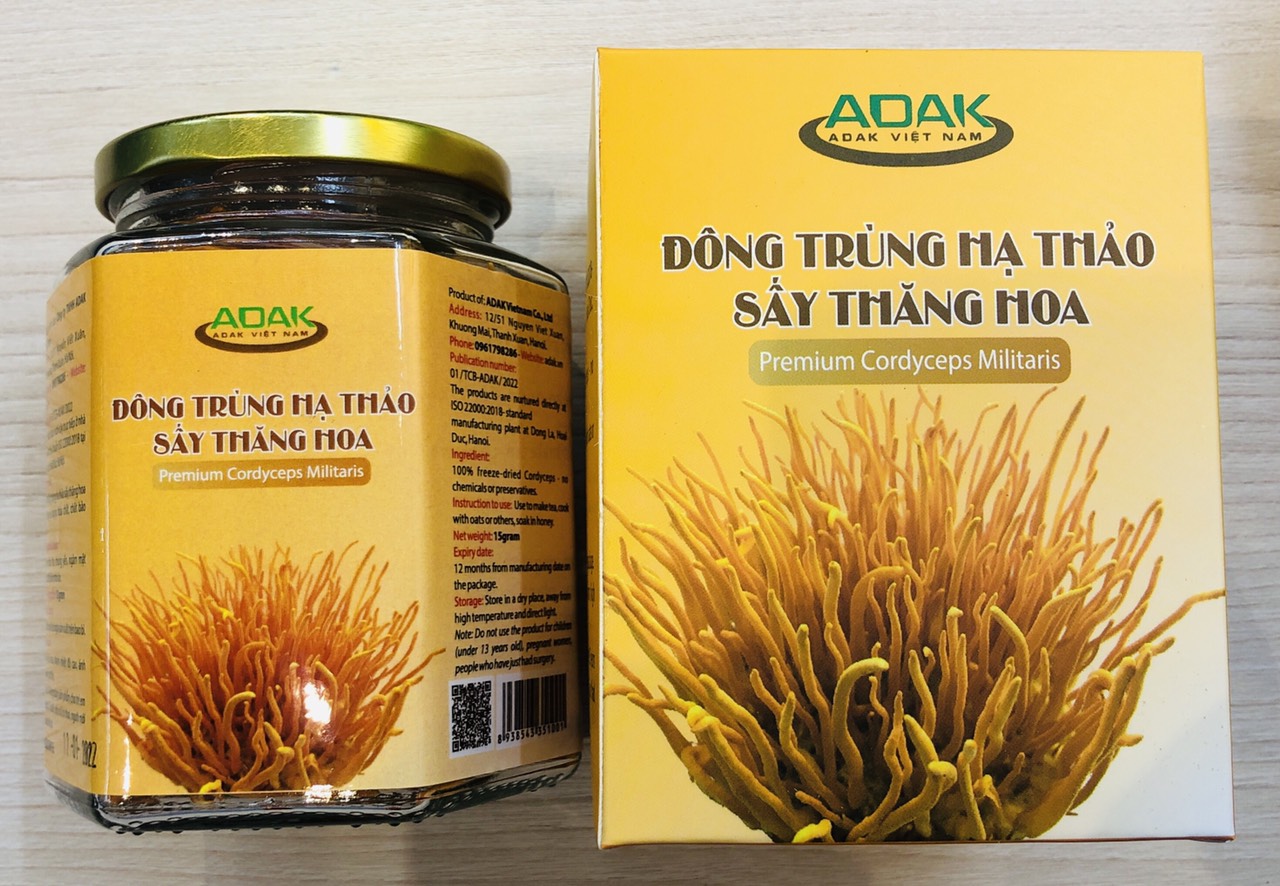 ADAK
ADAK VIỆT NAM
ĐÔNG TRÙNG HẠ THẢO
SẤY THĂNG HOA
Premium Cordyceps Militaris
Product of: ADAK Vietnam Co., Ltd
Address: 12/51 Nguyen Viet Xuan,
Khuong Mai, Thanh Xuan, Hanoi.
Phone: 0961798286 - Website: adak.vn
Publication number:
01/TCB-ADAK/2022
The products are nurtured directly at
ISO 22000:2018- standard
manufacturing plant at Dong La, Hoai
Duc, Hanoi.
Ingredient:
100% freeze-dried Cordyceps - no
chemicals or preservatives.
Instruction to use: Use to make tea, cook
with oats or others, soak in honey.
Net weight: 15gram
Expiry date:
12 months from manufacturing date on
the package.
Storage: Store in a dry place, away from
high temperature and direct light.
Note: Do not use the product for children
(under 13 years old), pregnant women,
people who have just had surgery.
ADAK
ADAK VIỆT NAM
ĐÔNG TRÙNG HẠ THẢO
SẤY THĂNG HOA
Premium Cordyceps Militaris